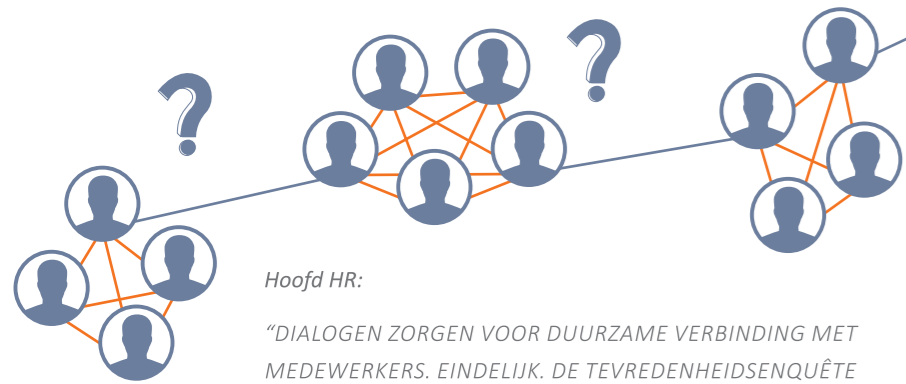 ?
?
Hoofd HR:
“DIALOGEN ZORGEN VOOR DUURZAME VERBINDING MET
MEDEWERKERS. EINDELIJK. DE TEVREDENHEIDSENQUÊTE